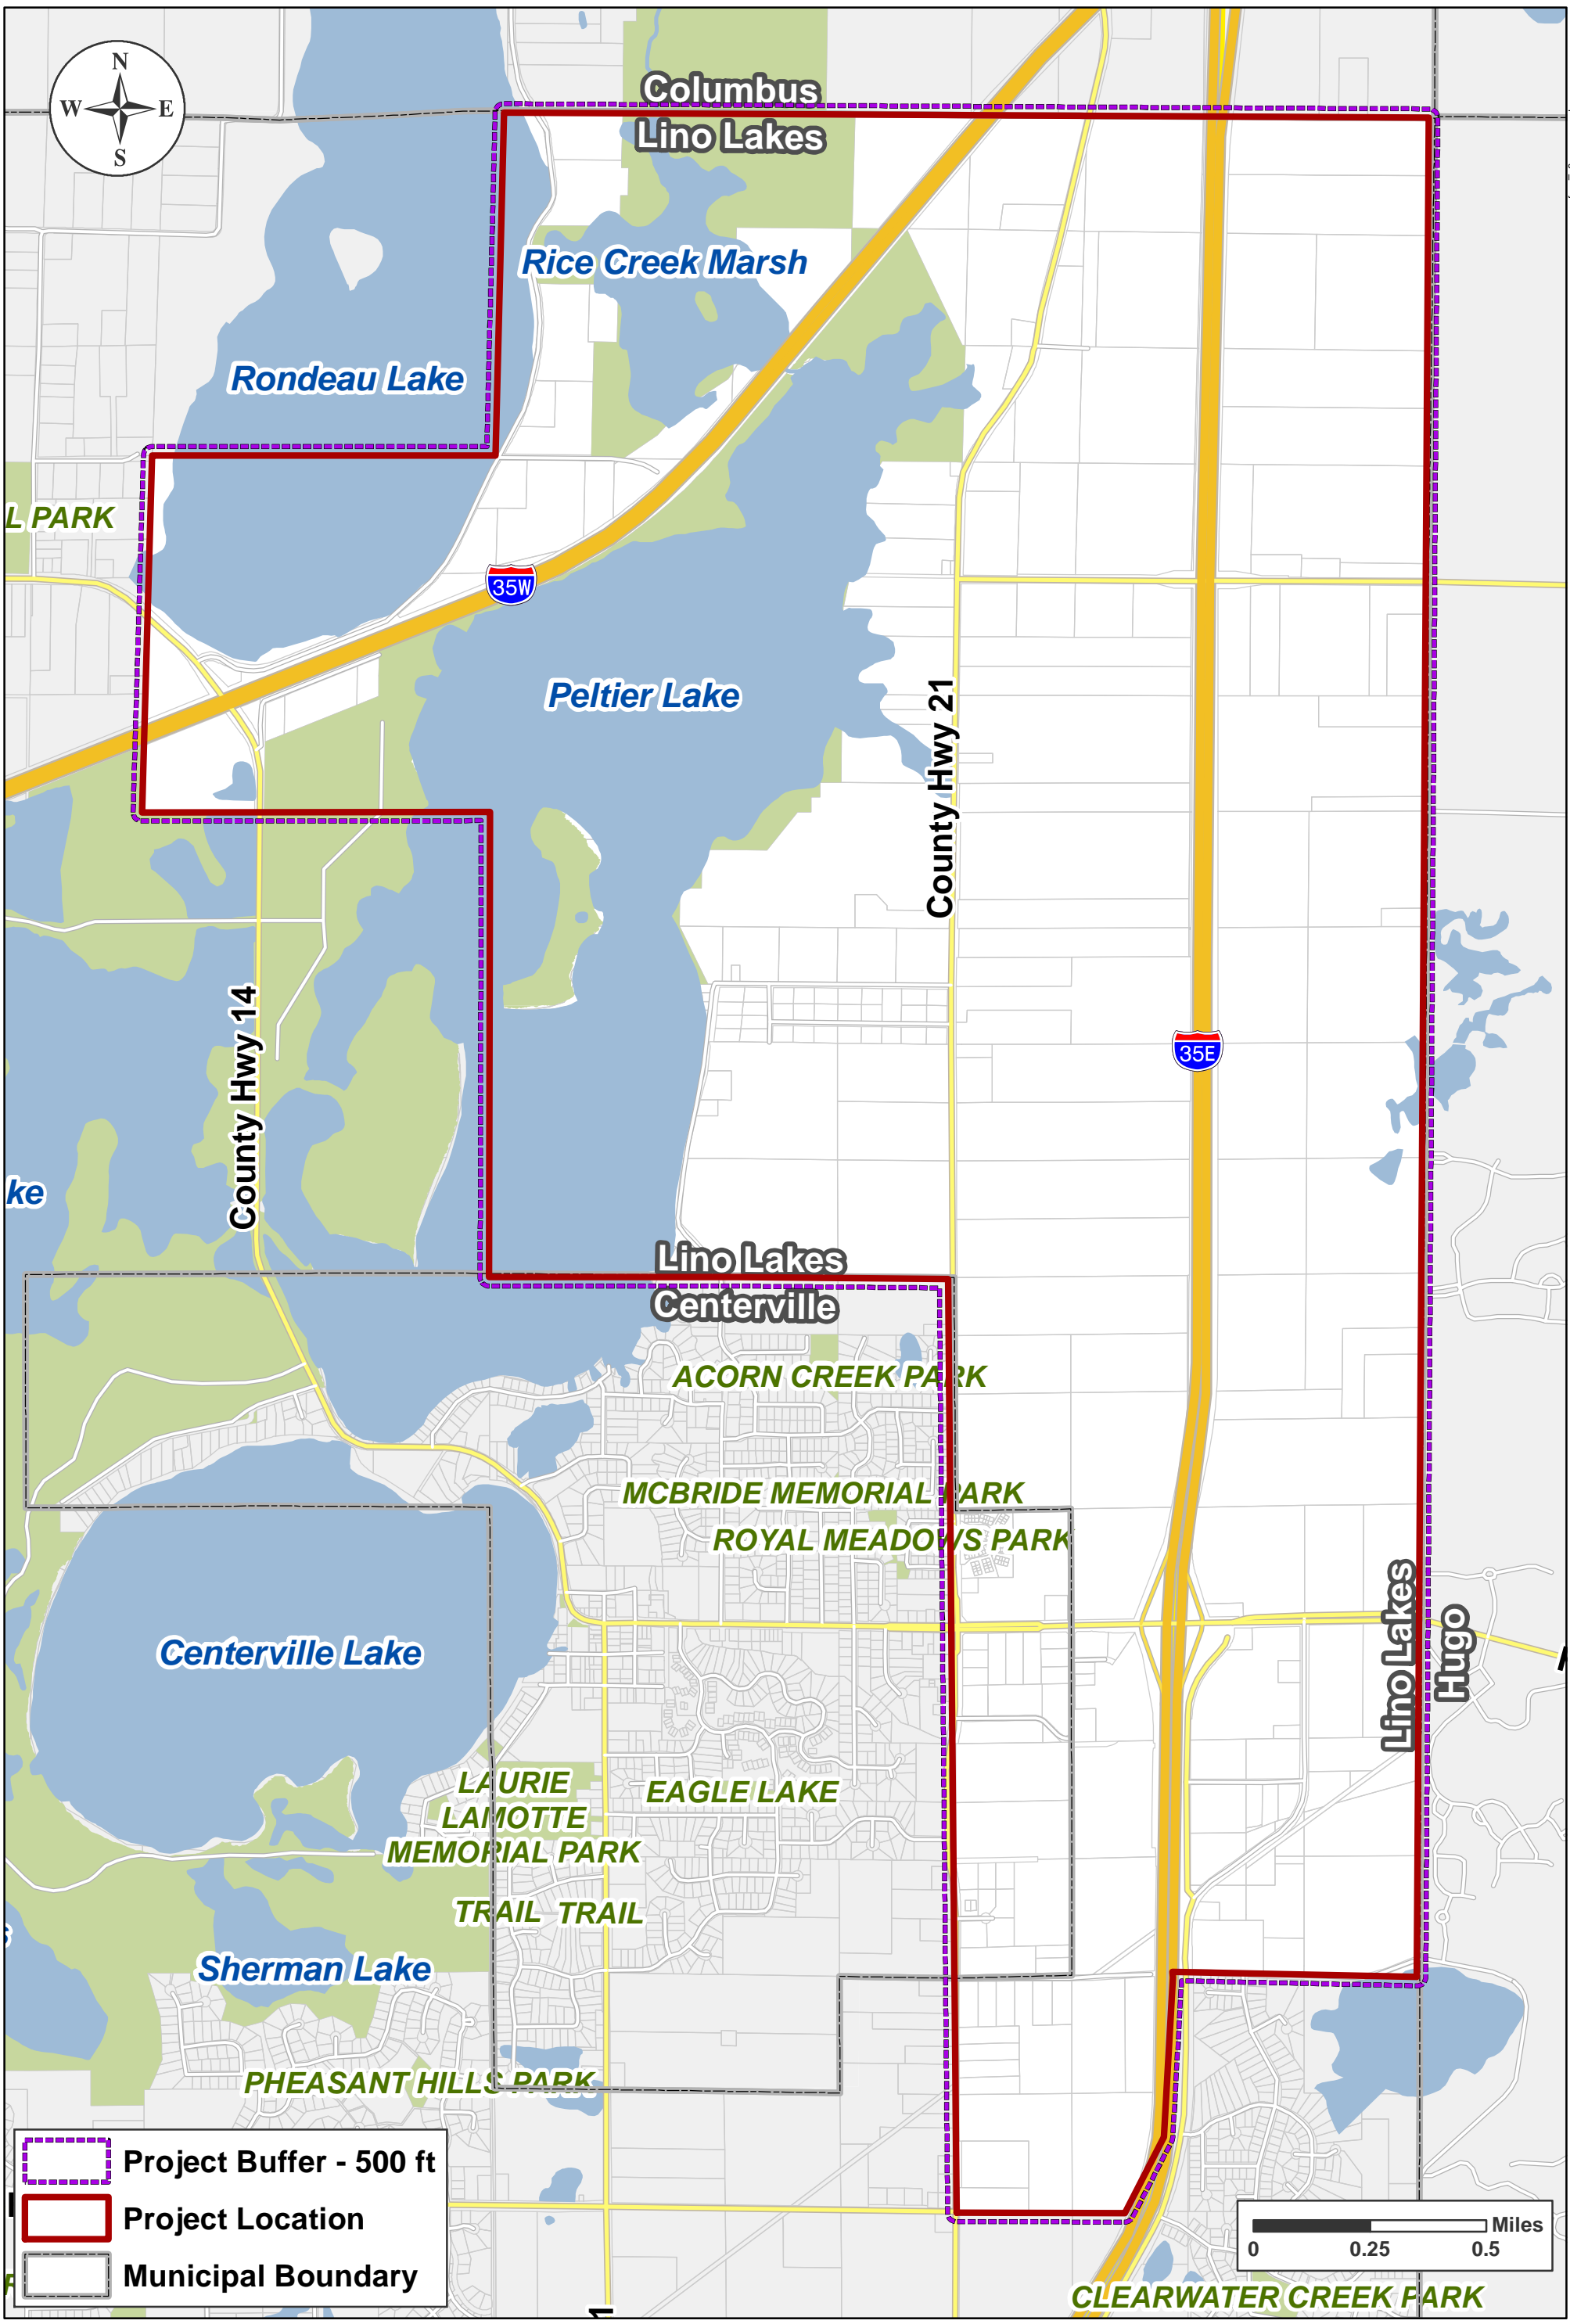 N
W E
S
Columbus
Lino Lakes
Rice Creek Marsh
Rondeau Lake
L PARK
35W
Peltier Lake
County Hwy 21
County Hwy 14
35E
ke
Lino Lakes
Centerville
ACORN CREEK PARK
MCBRIDE MEMORIAL PARK
ROYAL MEADOWS PARK
Lino Lakes
Hugo
Centerville Lake
LAURIE
LAMOTTE
MEMORIAL PARK
EAGLE LAKE
TRAIL TRAIL
s
Sherman Lake
PHEASANT HILLS PARK
Project Buffer - 500 ft
Project Location
Municipal Boundary
Miles
0 0.25 0.5
CLEARWATER CREEK PARK
1